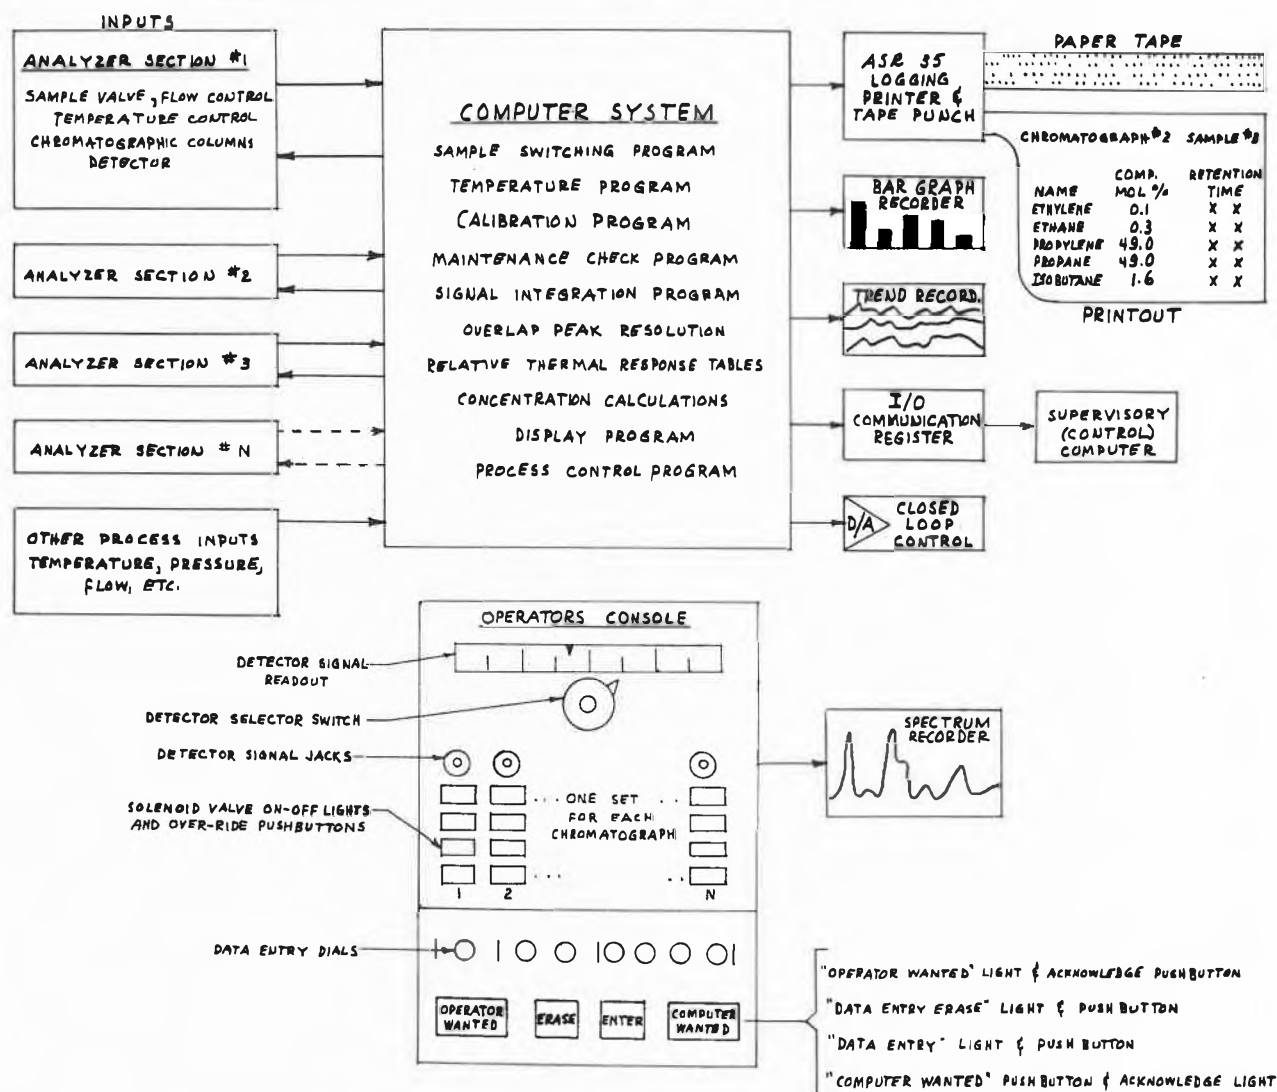 INPUTS
ANALYZER SECTION #1
SAMPLE VALVE, FLOW CONTROL
TEMPERATURE CONTROL
CHROMATOGRAPHIC COLUMNS
DETECTOR
ANALYZER SECTION #2
ANALYZER SECTION #3
ANALYZER SECTION #N
OTHER PROCESS INPUTS
TEMPERATURE, PRESSURE,
FLOW, ETC.
COMPUTER SYSTEM
SAMPLE SWITCHING PROGRAM
TEMPERATURE PROGRAM
CALIBRATION PROGRAM
MAINTENANCE CHECK PROGRAM
SIGNAL INTEGRATION PROGRAM
OVERLAP PEAK RESOLUTION
RELATIVE THERMAL RESPONSE TABLES
CONCENTRATION CALCULATIONS
DISPLAY PROGRAM
PROCESS CONTROL PROGRAM
ASR 35
LOGGING
PRINTER &
TAPE PUNCH
PAPER TAPE
CHROMATOGRAPH #2 SAMPLE #8
COMP. RETENTION
NAME MOL % TIME
ETHYLENE 0.1 X X
ETHANE 0.3 X X
PROPYLENE 49.0 X X
PROPANE 49.0 X X
ISOBUTANE 1.6 X X
PRINTOUT
BAR GRAPH
RECORDER
TREND RECORD.
I/O
COMMUNICATION
REGISTER
SUPERVISORY
(CONTROL)
COMPUTER
D/A
CLOSED
LOOP
CONTROL
OPERATORS CONSOLE
DETECTOR SIGNAL
READOUT
DETECTOR SELECTOR SWITCH
DETECTOR SIGNAL JACKS
SOLENOID VALVE ON-OFF LIGHTS
AND OVER-RIDE PUSHBUTTONS
... ONE SET ..
FOR EACH
CHROMATOGRAPH
... ..
1 2 N
SPECTRUM
RECORDER
DATA ENTRY DIALS
OPERATOR
WANTED
ERASE
ENTER
COMPUTER
WANTED
"OPERATOR WANTED" LIGHT & ACKNOWLEDGE PUSHBUTTON
"DATA ENTRY ERASE" LIGHT & PUSH BUTTON
"DATA ENTRY" LIGHT & PUSH BUTTON
"COMPUTER WANTED" PUSHBUTTON & ACKNOWLEDGE LIGHT